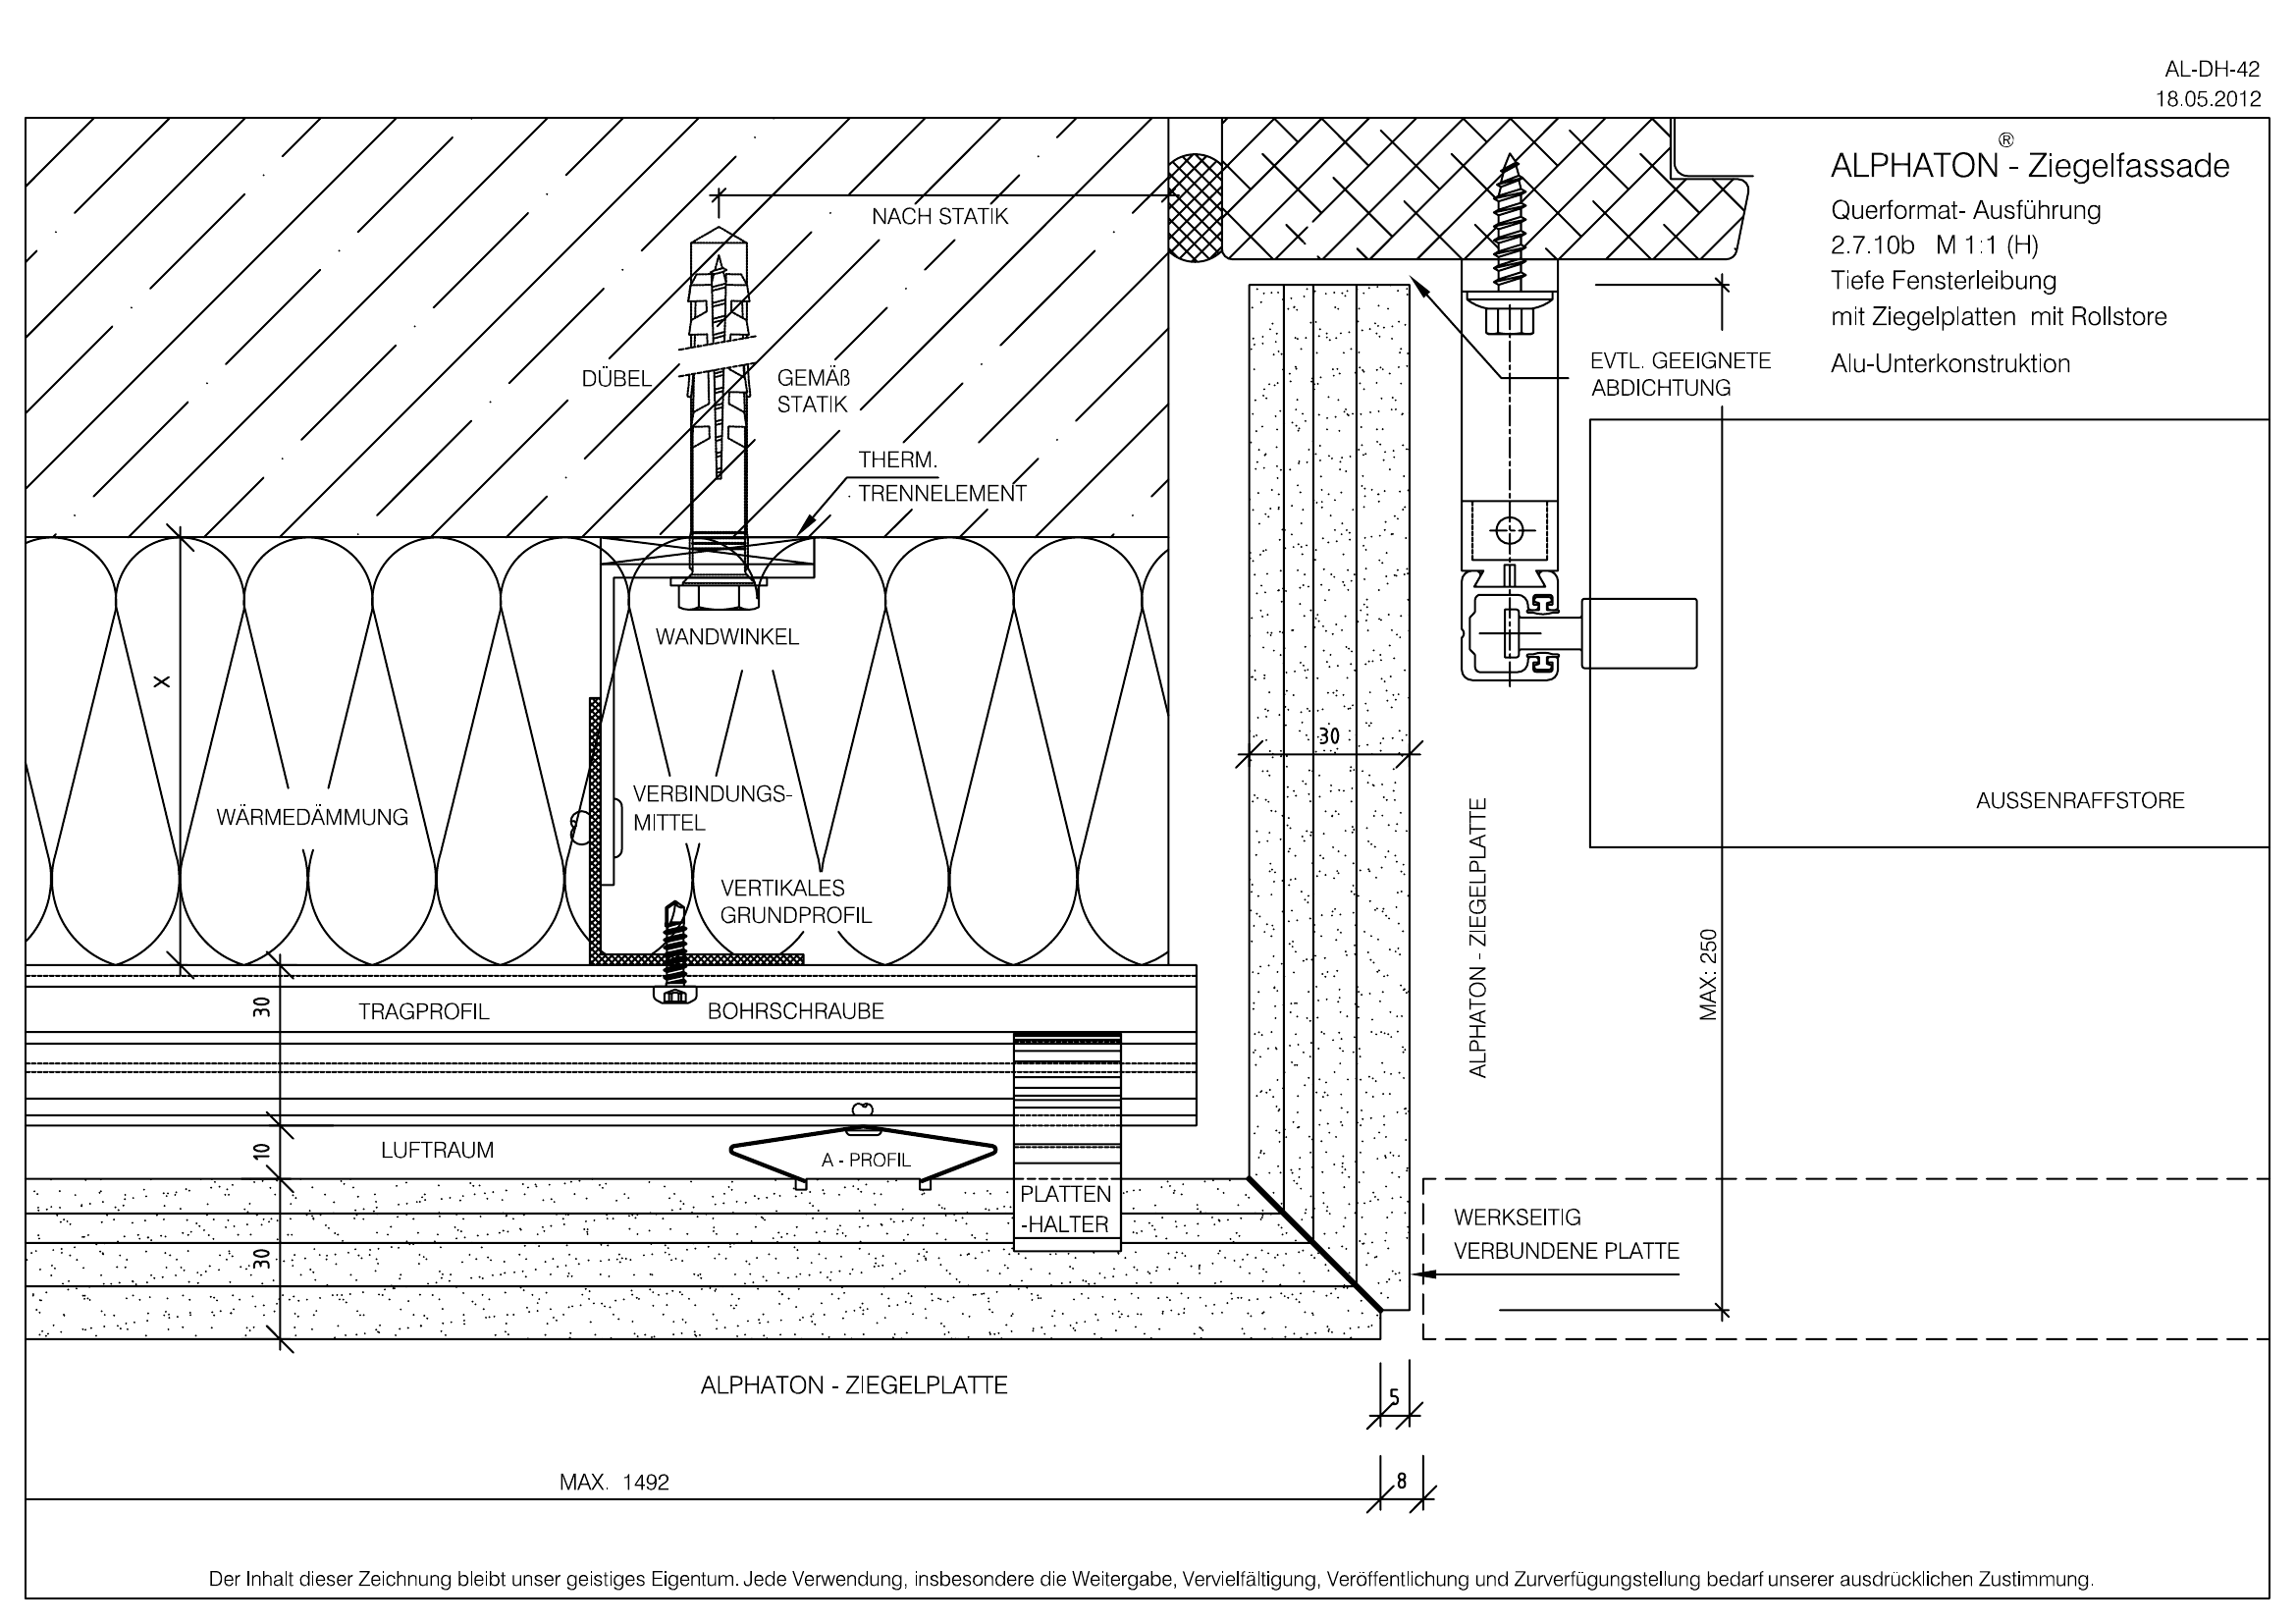 AL-DH-42
18.05.2012
ALPHATON® - Ziegelfassade
Querformat- Ausführung
2.7.10b M 1:1 (H)
Tiefe Fensterleibung
mit Ziegelplatten mit Rollstore
Alu-Unterkonstruktion
NACH STATIK
DÜBEL
GEMÄß
STATIK
EVTL. GEEIGNETE
ABDICHTUNG
THERM.
TRENNELEMENT
WANDWINKEL
X
30
VERBINDUNGS-
MITTEL
WÄRMEDÄMMUNG
AUSSENRAFFSTORE
VERTIKALES
GRUNDPROFIL
ALPHATON - ZIEGELPLATTE
MAX: 250
30
TRAGPROFIL
BOHRSCHRAUBE
10
LUFTRAUM
A - PROFIL
PLATTEN
-HALTER
30
WERKSEITIG
VERBUNDENE PLATTE
ALPHATON - ZIEGELPLATTE
5
MAX. 1492
8
Der Inhalt dieser Zeichnung bleibt unser geistiges Eigentum. Jede Verwendung, insbesondere die Weitergabe, Vervielfältigung, Veröffentlichung und Zurverfügungstellung bedarf unserer ausdrücklichen Zustimmung.